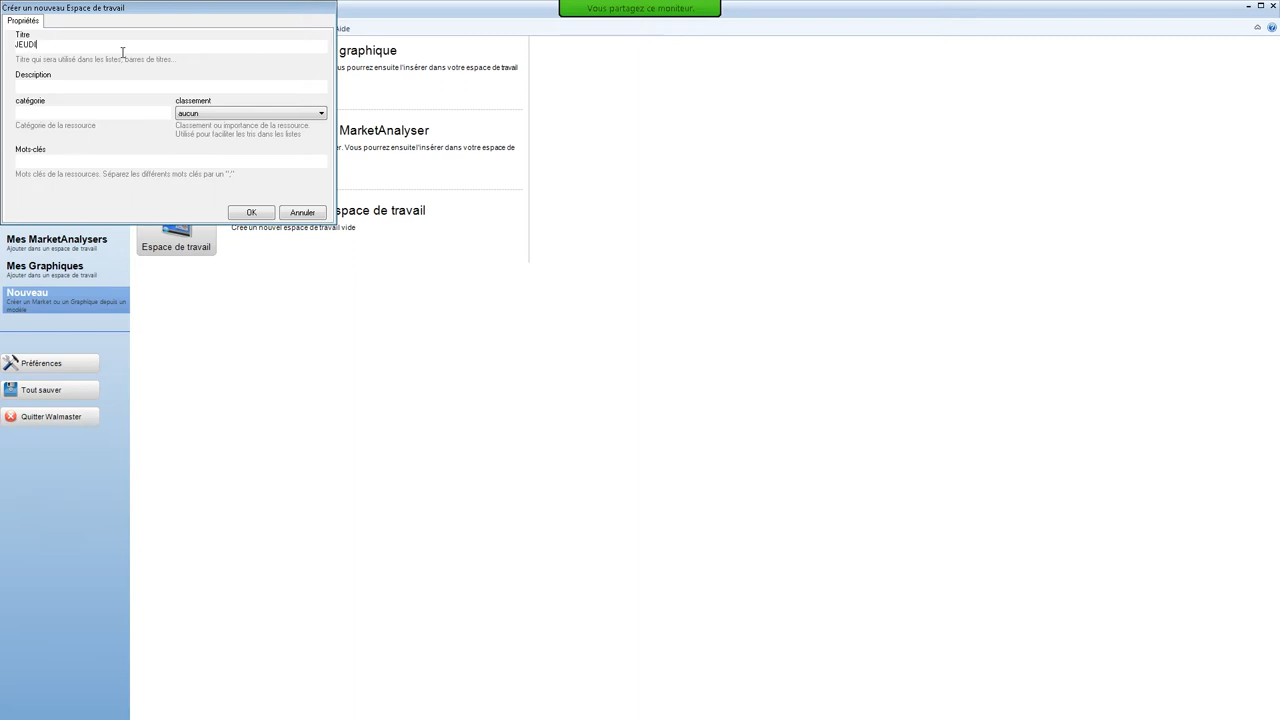 Créer un nouveau Espace de travail
Vous partagez ce moniteur.
Propriétés
Aide
Titre
JEUDI
Titre qui sera utilisé dans les listes, barres de titres...
Description
catégorie
classement
aucun
Catégorie de la ressource
Classement ou importance de la ressource.
Utilisé pour faciliter les tris dans les listes
Mots-clés
Mots clés de la ressources. Séparez les différents mots clés par un ";"
OK
Annuler
graphique
us pourrez ensuite l'insérer dans votre espace de travail
MarketAnalyser
er. Vous pourrez ensuite l'insérer dans votre espace de
space de travail
Crée un nouvel espace de travail vide
Espace de travail
Mes MarketAnalysers
Ajouter dans un espace de travail
Mes Graphiques
Ajouter dans un espace de travail
Nouveau
Créer un Market ou un Graphique depuis un
modèle
Préférences
Tout sauver
Quitter Walmaster